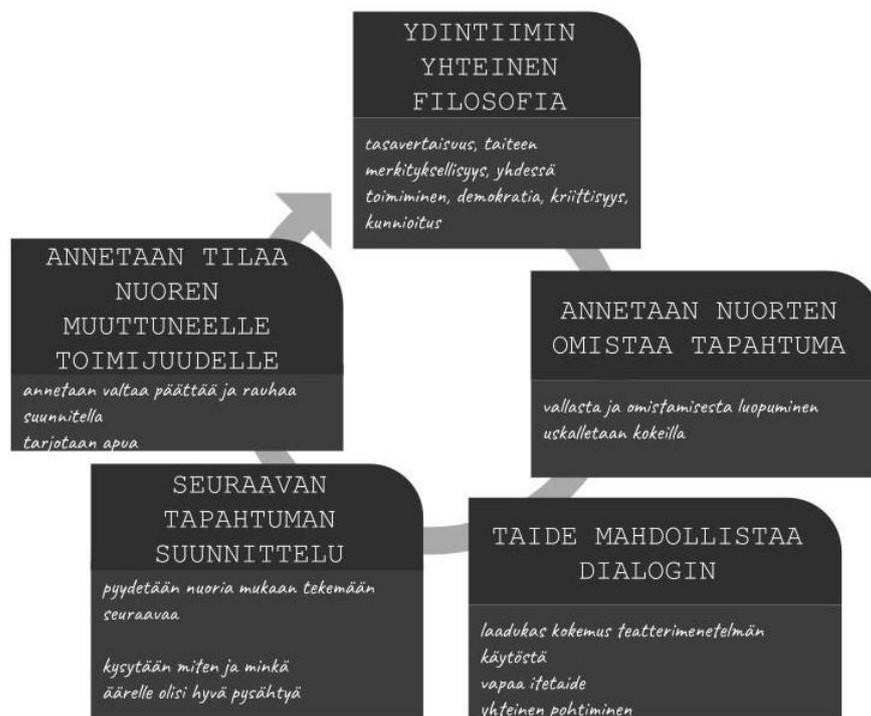 YDINTIIMIN
YHTEINEN
FILOSOFIA
tasavertaisuus, taiteen
merkityksellisyys, yhdessä
toimiminen, demokratia, kriittisyys,
kunnioitus
ANNETAAN NUORTEN
OMISTAA TAPAHTUMA
vallasta ja omistamisesta luopuminen
uskalletaan kokeilla
TAIDE MAHDOLLISTAA
DIALOGIN
laadukas kokemus teatterimenetelmän
käytöstä
vapaa itetaide
yhteinen pohtiminen
SEURAAVAN
TAPAHTUMAN
SUUNNITTELU
pyydetään nuoria mukaan tekemään
seuraavaa
kysytään miten ja minkä
äärelle olisi hyvä pysähtyä
ANNETAAN TILAA
NUOREN
MUUTTUNEELLE
TOIMIJUUDELLE
annetaan valtaa päättää ja rauhaa
suunnitella
tarjotaan apua